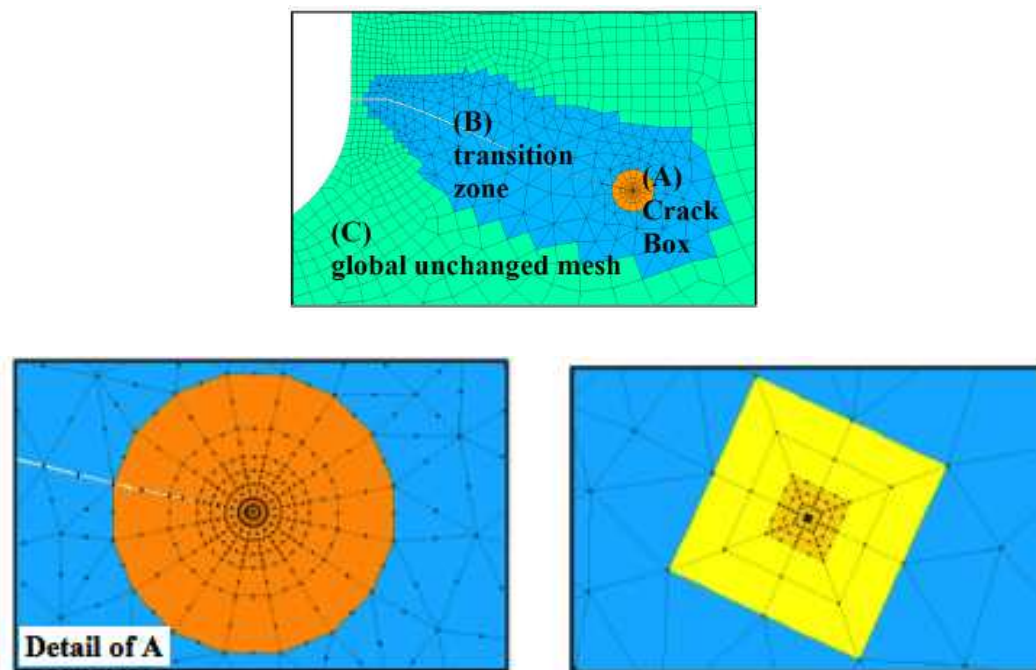 (B)
transition
zone
(A)
Crack
Box
(C)
global unchanged mesh
Detail of A